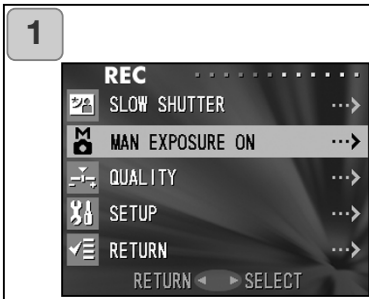 1
REC
SLOW SHUTTER
M MAN EXPOSURE ON
QUALITY
SETUP
RETURN
RETURN SELECT